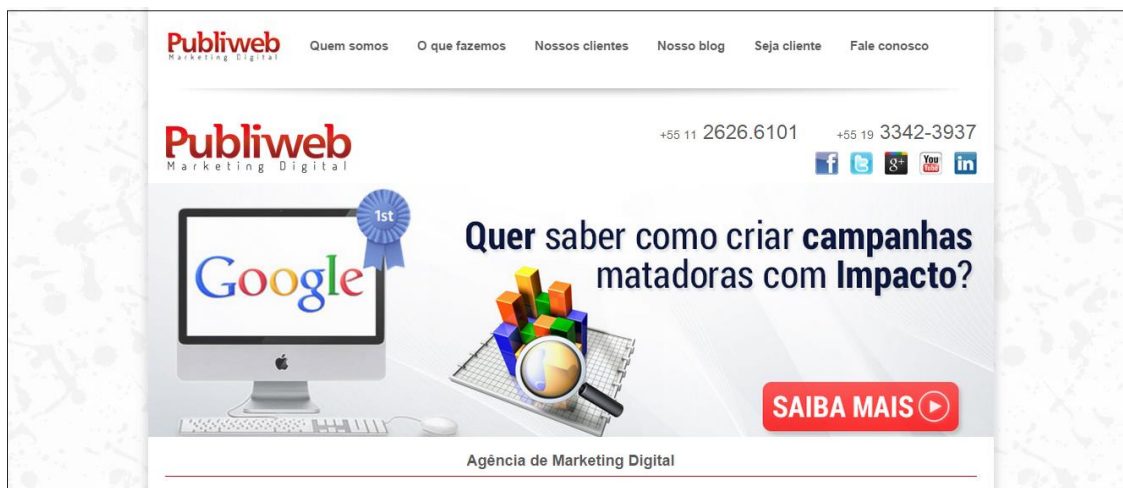 Publiweb
Marketing Digital
Quem somos O que fazemos Nossos clientes Nosso blog Seja cliente Fale conosco
Publiweb
Marketing Digital
+55 11 2626.6101 +55 19 3342-3937
f g+ You Tube in
1st
Google
Quer saber como criar campanhas
matadoras com Impacto?
SAIBA MAIS
Agência de Marketing Digital